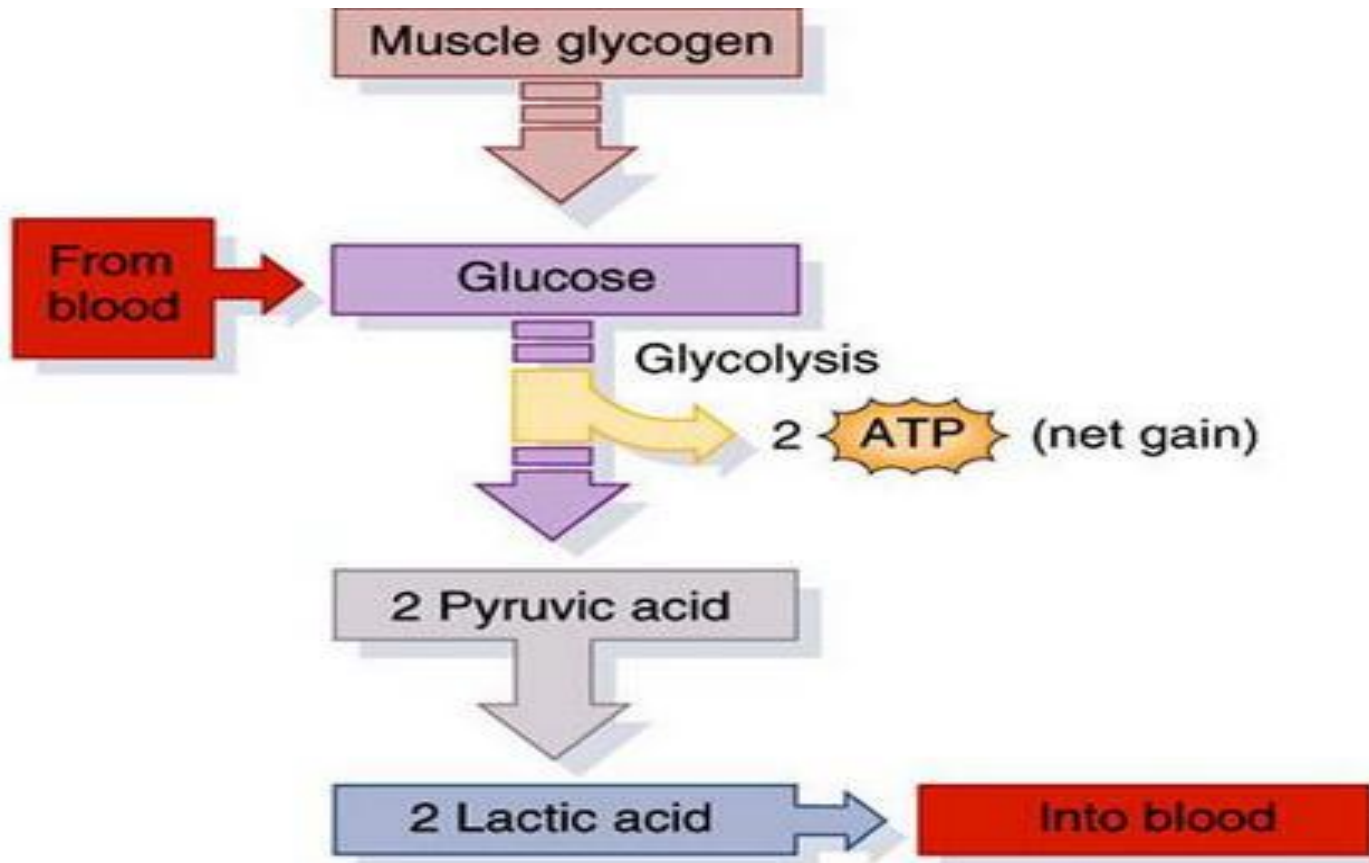 Muscle glycogen
From
blood
Glucose
Glycolysis
2 ATP (net gain)
2 Pyruvic acid
2 Lactic acid
Into blood